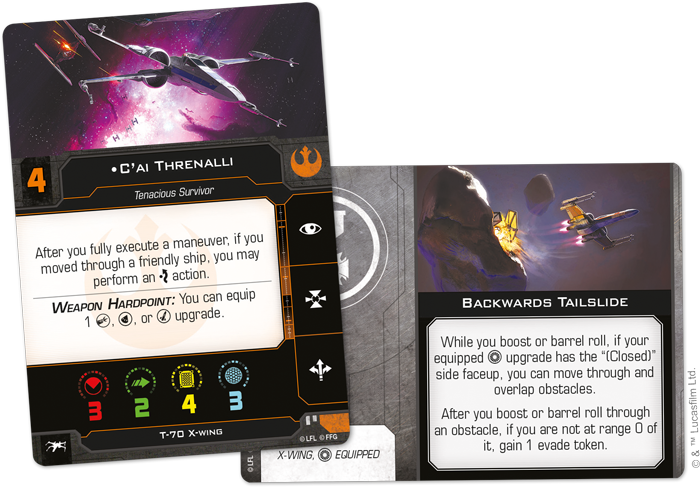 4
•C'ai Threnalli
Tenacious Survivor
After you fully execute a maneuver, if you
moved through a friendly ship, you may
perform an action.
Weapon Hardpoint: You can equip
1 , , or upgrade.
3 2 4 3
T-70 X-wing
©LFL ©FFG
Backwards Tailslide
While you boost or barrel roll, if your
equipped upgrade has the "(Closed)"
side faceup, you can move through and
overlap obstacles.
After you boost or barrel roll through
an obstacle, if you are not at range 0 of
it, gain 1 evade token.
X-WING, EQUIPPED
©LFL
© & ™ Lucasfilm Ltd.